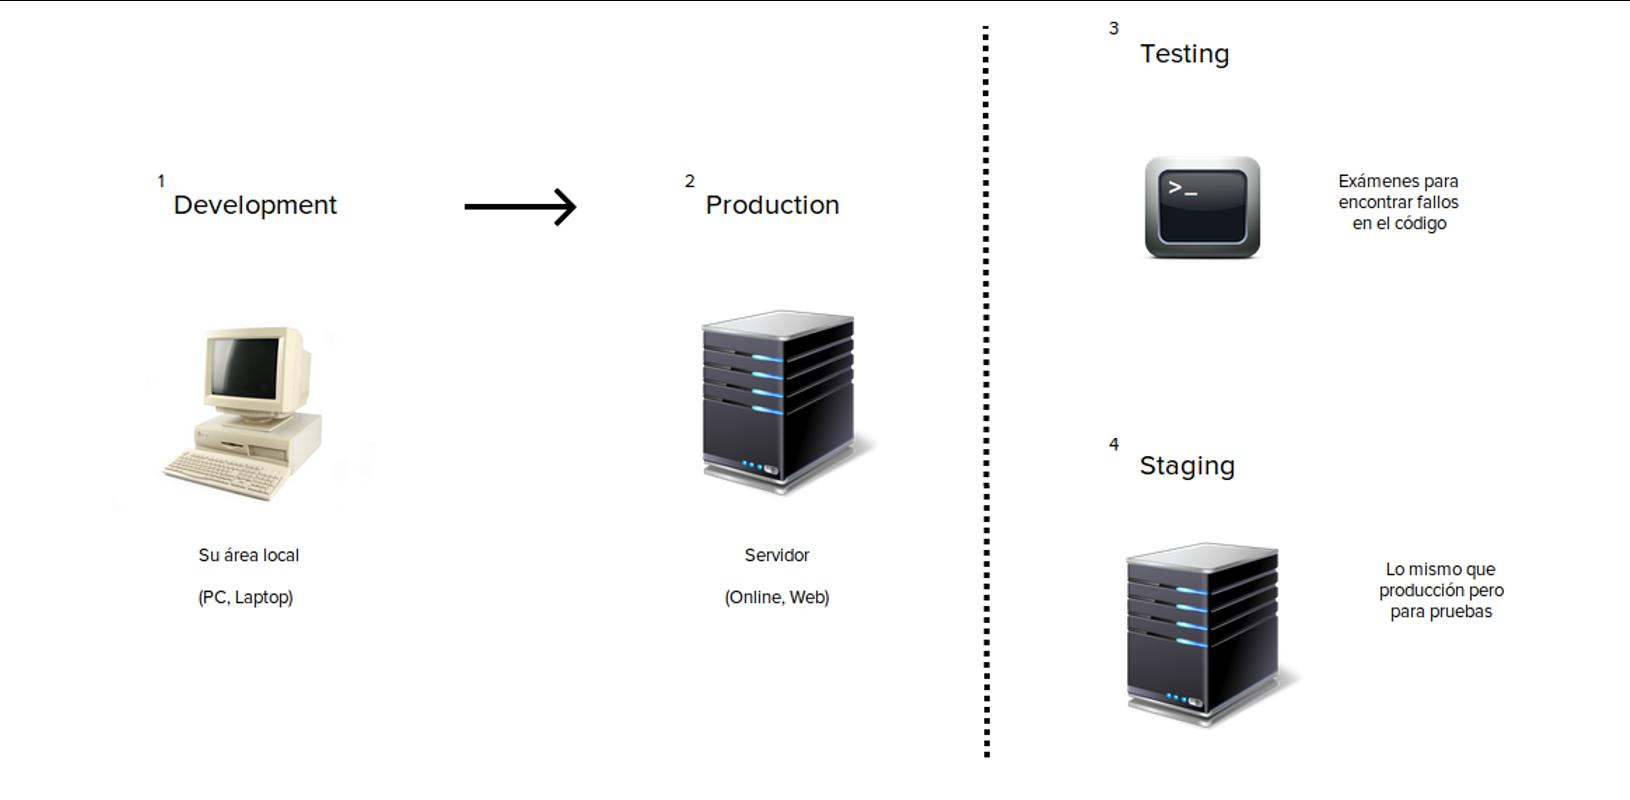 1
Development
2
Production
Su área local
(PC, Laptop)
Servidor
(Online, Web)
3
Testing
>_
Exámenes para
encontrar fallos
en el código
4
Staging
Lo mismo que
producción pero
para pruebas